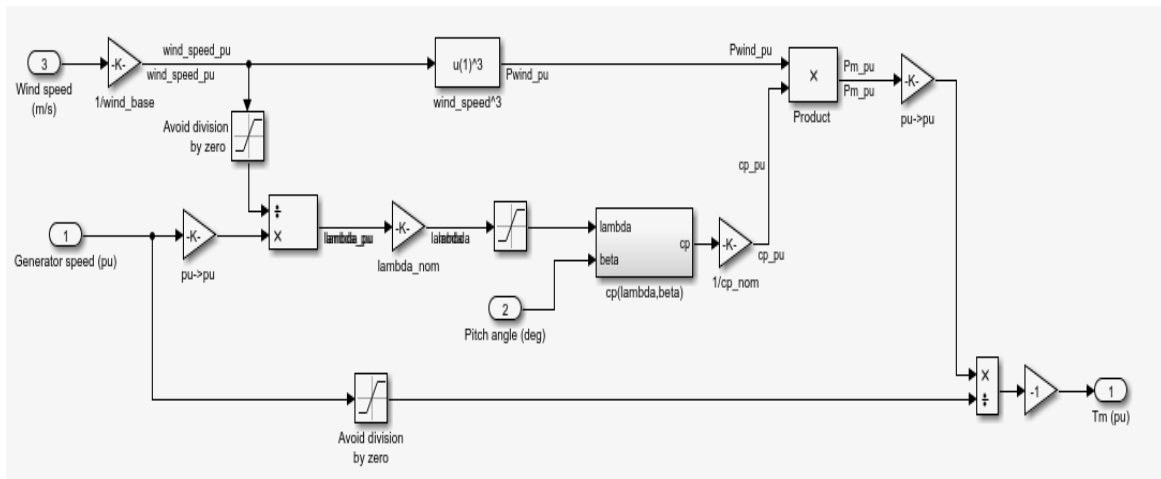 3
Wind speed
(m/s)
-K-
1/wind_base
wind_speed_pu
wind_speed_pu
Avoid division
by zero
u(1)^3
wind_speed^3
Pwind_pu
Pwind_pu
×
Product
Pm_pu
Pm_pu
-K-
pu->pu
1
Generator speed (pu)
-K-
pu->pu
÷
×
lambda_pu
-K-
lambda_nom
lambda
lambda
beta
cp
cp(lambda,beta)
2
Pitch angle (deg)
-K-
1/cp_nom
cp_pu
cp_pu
Avoid division
by zero
×
÷
-1
1
Tm (pu)